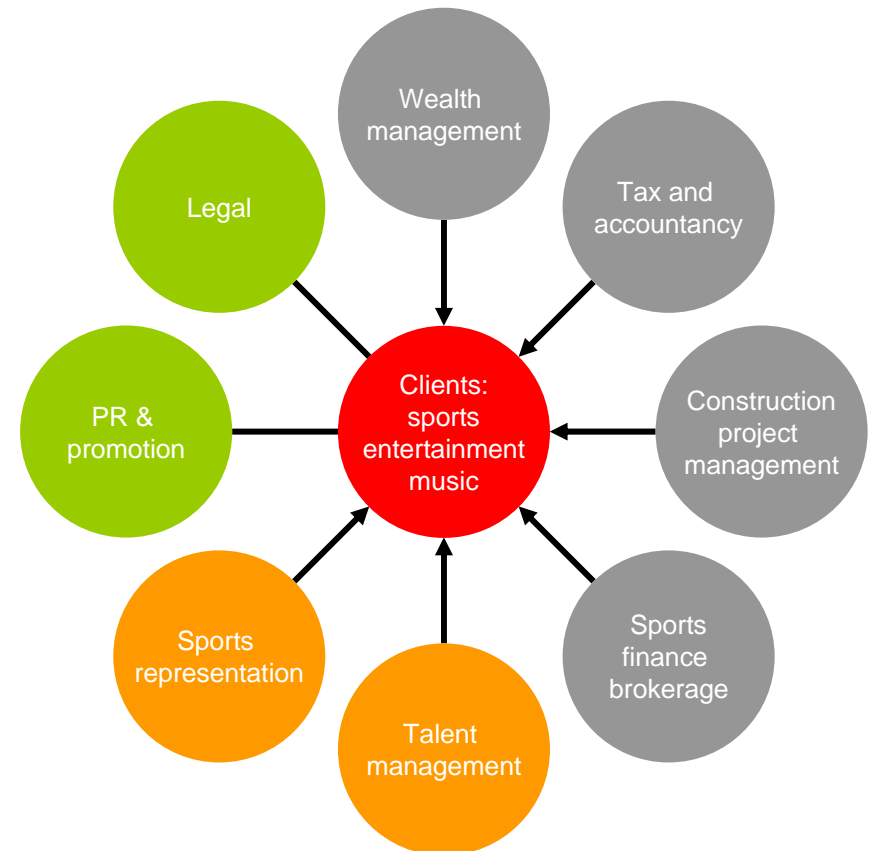 Wealth
management
Tax and
accountancy
Construction
project
management
Sports
finance
brokerage
Talent
management
Sports
representation
PR &
promotion
Legal
Clients:
sports
entertainment
music